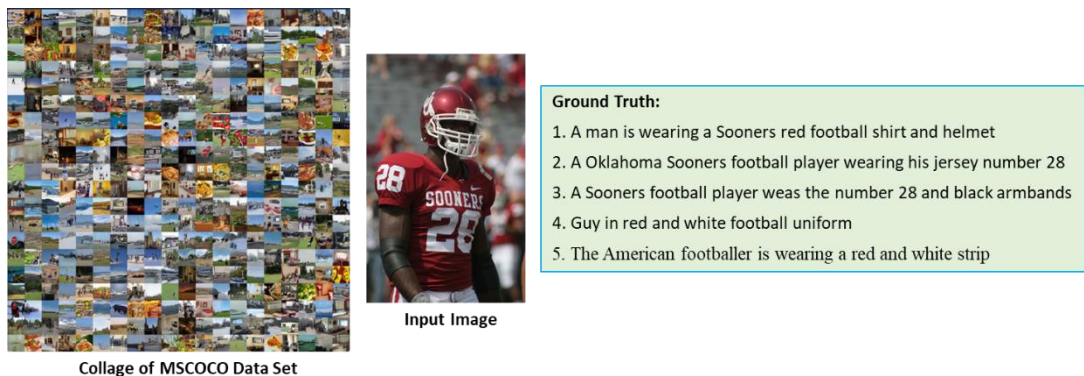 Ground Truth:
1. A man is wearing a Sooners red football shirt and helmet
2. A Oklahoma Sooners football player wearing his jersey number 28
3. A Sooners football player weas the number 28 and black armbands
4. Guy in red and white football uniform
5. The American footballer is wearing a red and white strip
28
SOONERS
28
Input Image
Collage of MSCOCO Data Set